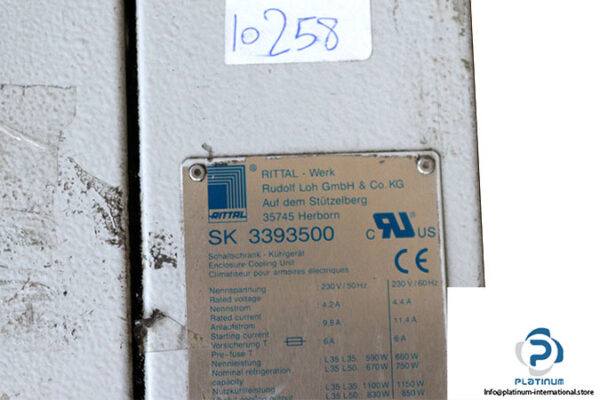 10258
®
RITTAL
RITTAL - Werk
Rudolf Loh GmbH & Co. KG
Auf dem Stützelberg
35745 Herborn
SK 3393500
C RU US
CE
Schaltschrank - Kühlgerät
Enclosure Cooling Unit
Climatiseur pour armoires électriques
Nennspannung : 230 V / 50 Hz 230 V / 60 Hz
Rated voltage
Nennstrom : 4.2 A 4.4 A
Rated current
Anlaufstrom : 9.8 A 11.4 A
Starting current
Vorsicherung T : 6 A 6 A
Pre-fuse T
Nennleistung : L35 L35, 590 W 660 W
Nominal refrigeration L35 L50, 670 W 750 W
capacity
Nutzkühlleistung : L35 L35, 1100 W 1150 W
L35 L50, 830 W 850 W
PLATINUM
INTERNATIONAL
Info@platinum-international.store